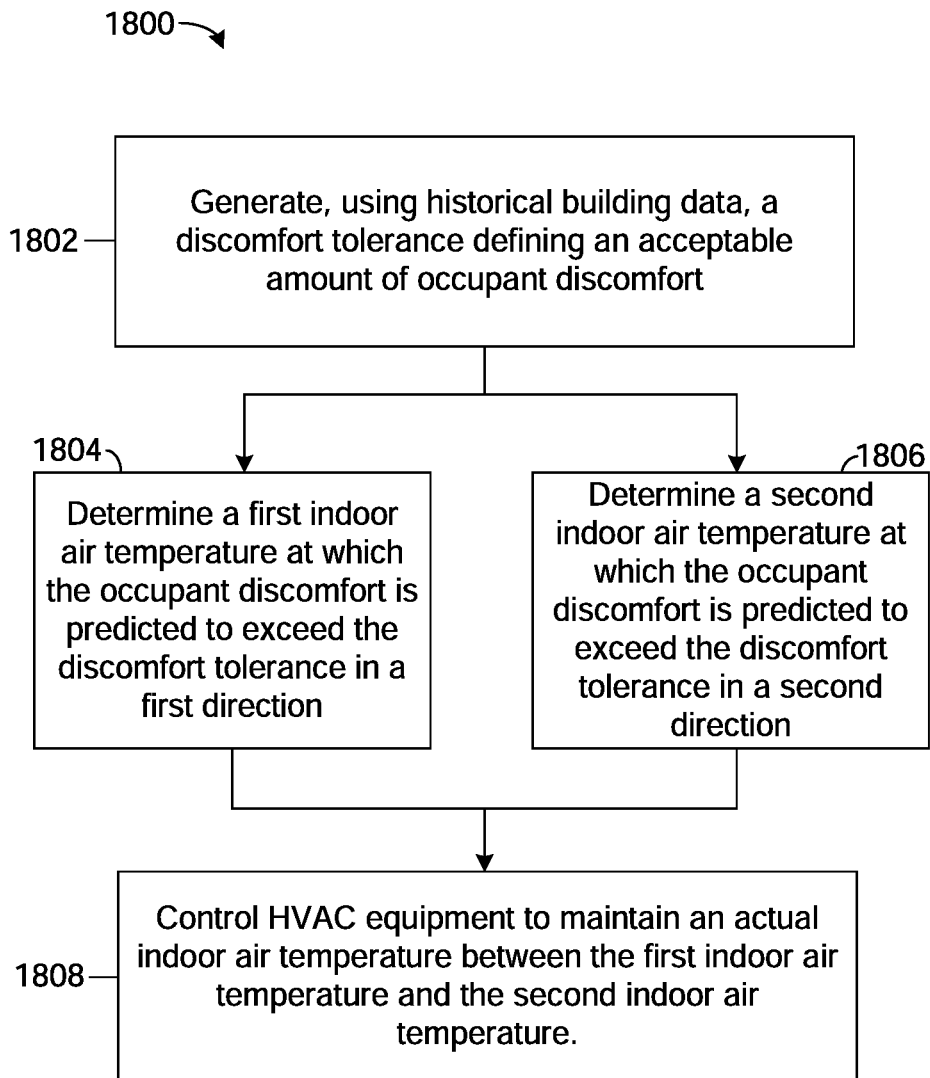 1800
Generate, using historical building data, a
discomfort tolerance defining an acceptable
amount of occupant discomfort
1802
1804
Determine a first indoor
air temperature at which
the occupant discomfort is
predicted to exceed the
discomfort tolerance in a
first direction
1806
Determine a second
indoor air temperature at
which the occupant
discomfort is predicted to
exceed the discomfort
tolerance in a second
direction
Control HVAC equipment to maintain an actual
indoor air temperature between the first indoor air
temperature and the second indoor air
temperature.
1808